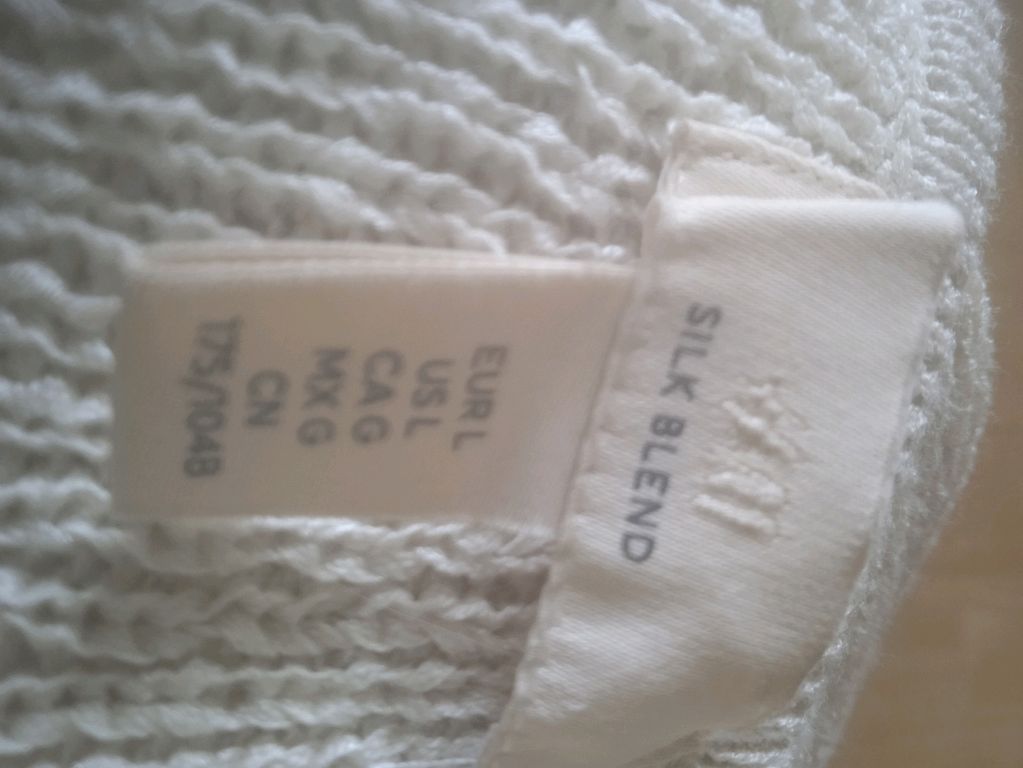 H&M
SILK BLEND
EUR L
US L
CA G
MX G
CN
175/104B